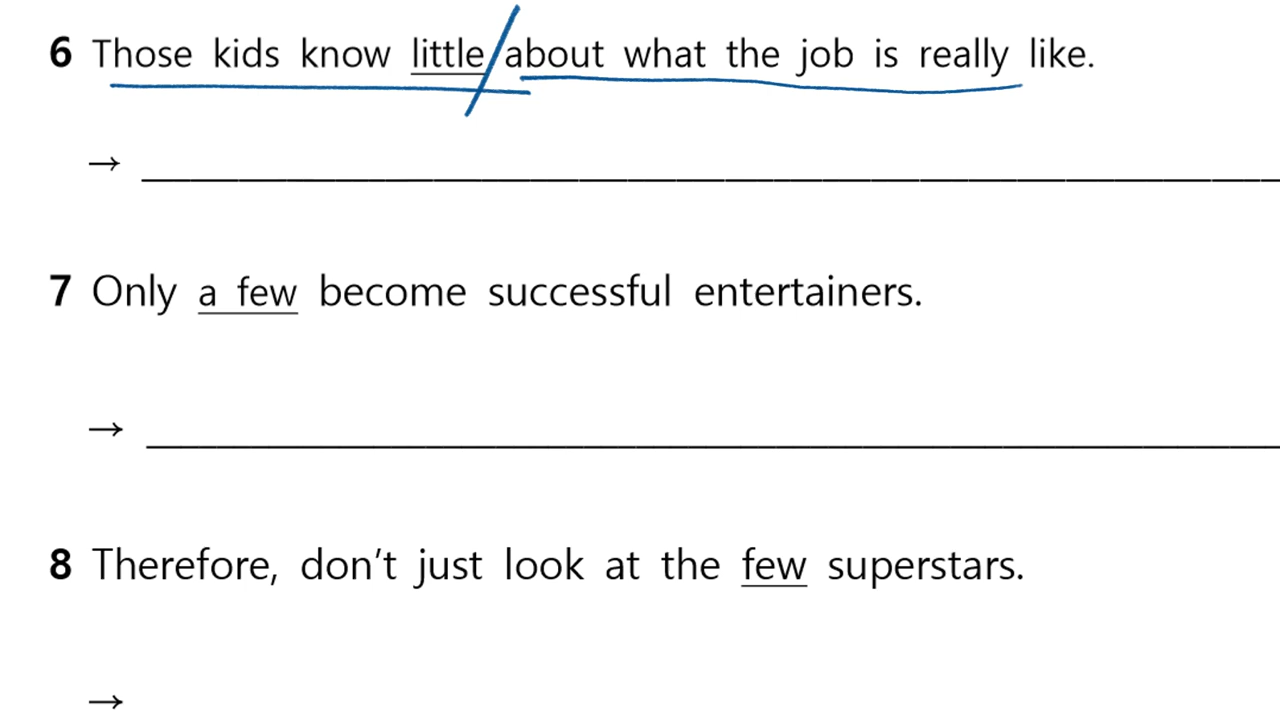 6 Those kids know little about what the job is really like.
→
7 Only a few become successful entertainers.
→
8 Therefore, don't just look at the few superstars.
→